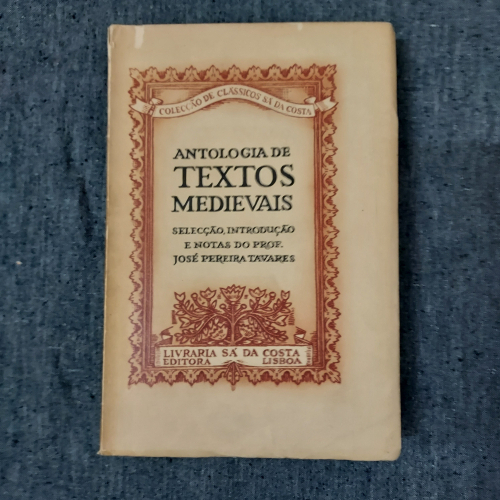 COLECÇÃO DE CLÁSSICOS SÁ DA COSTA
ANTOLOGIA DE
TEXTOS
MEDIEVAIS
SELECÇÃO, INTRODUÇÃO
E NOTAS DO PROF.
JOSÉ PEREIRA TAVARES
LIVRARIA SÁ DA COSTA
EDITORA LISBOA